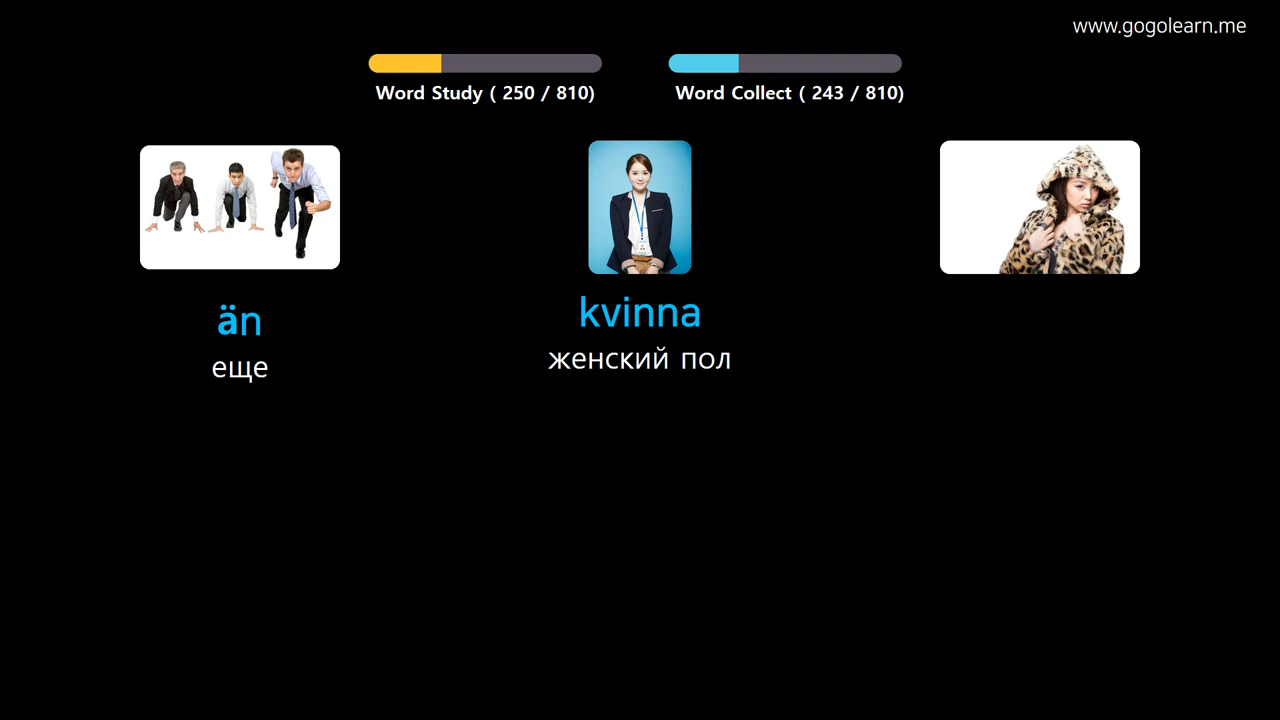 www.gogolearn.me
Word Study ( 250 / 810)
Word Collect ( 243 / 810)
än
еще
kvinna
женский пол